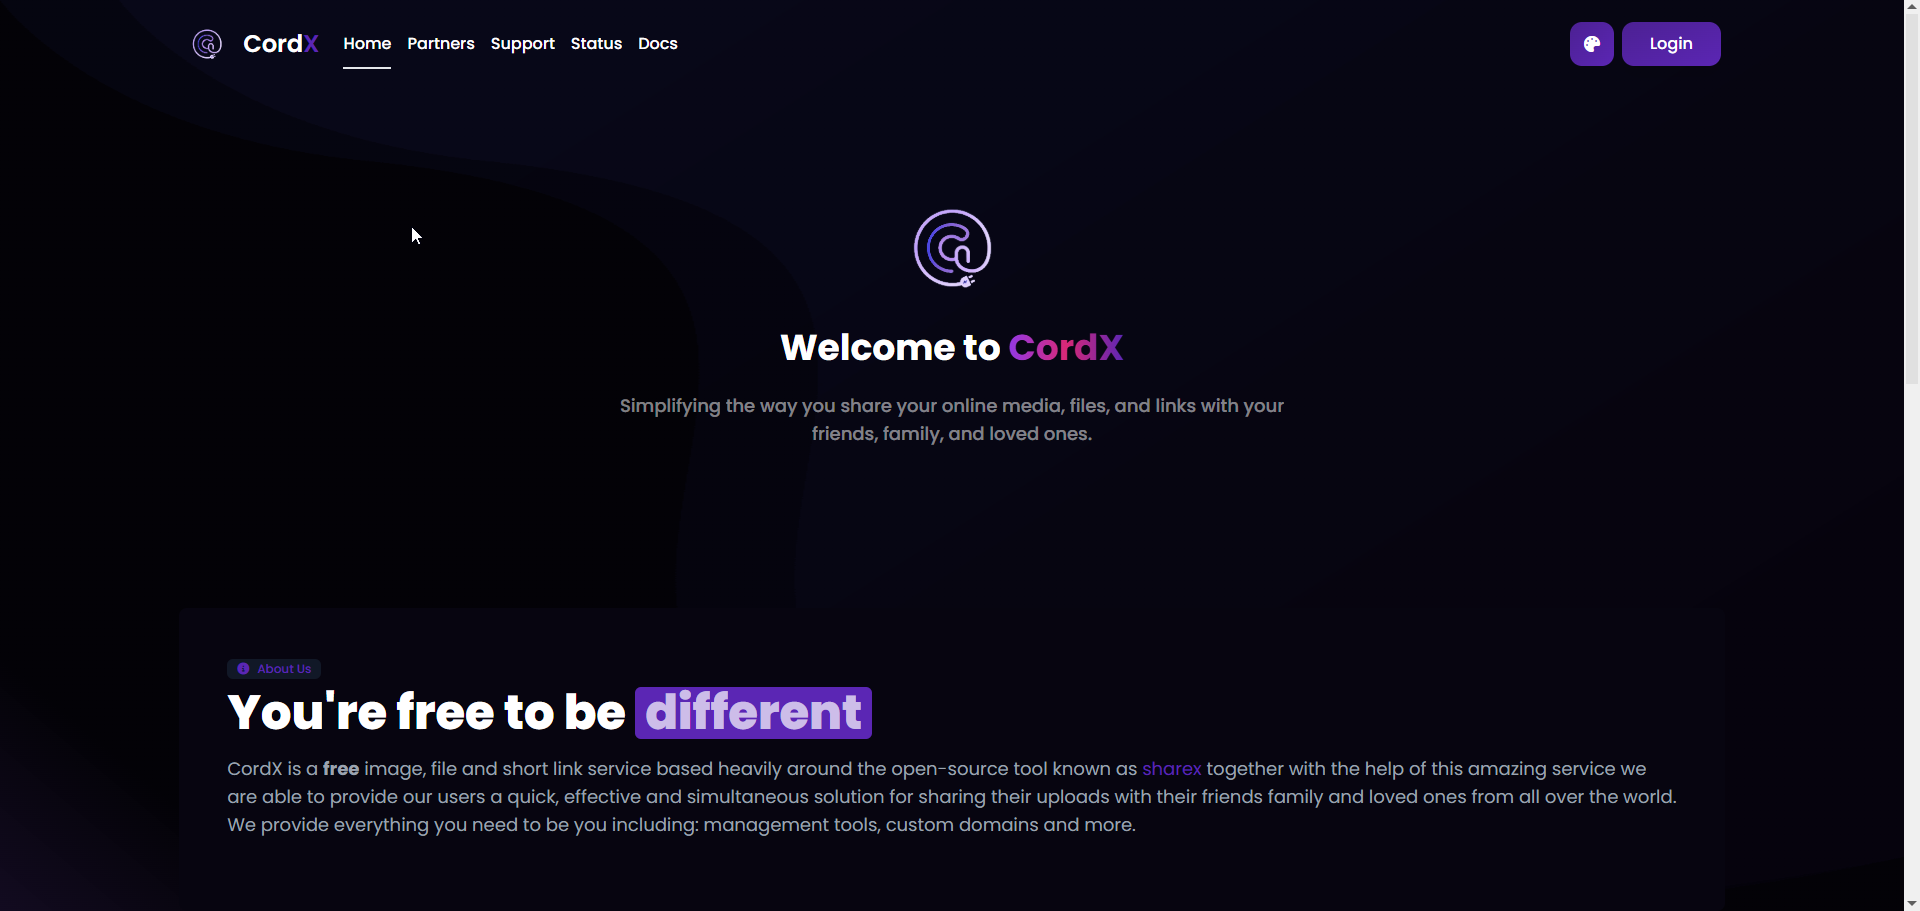 CordX Home Partners Support Status Docs Login
Welcome to CordX
Simplifying the way you share your online media, files, and links with your
friends, family, and loved ones.
About Us
You're free to be different
CordX is a free image, file and short link service based heavily around the open-source tool known as sharex together with the help of this amazing service we
are able to provide our users a quick, effective and simultaneous solution for sharing their uploads with their friends family and loved ones from all over the world.
We provide everything you need to be you including: management tools, custom domains and more.